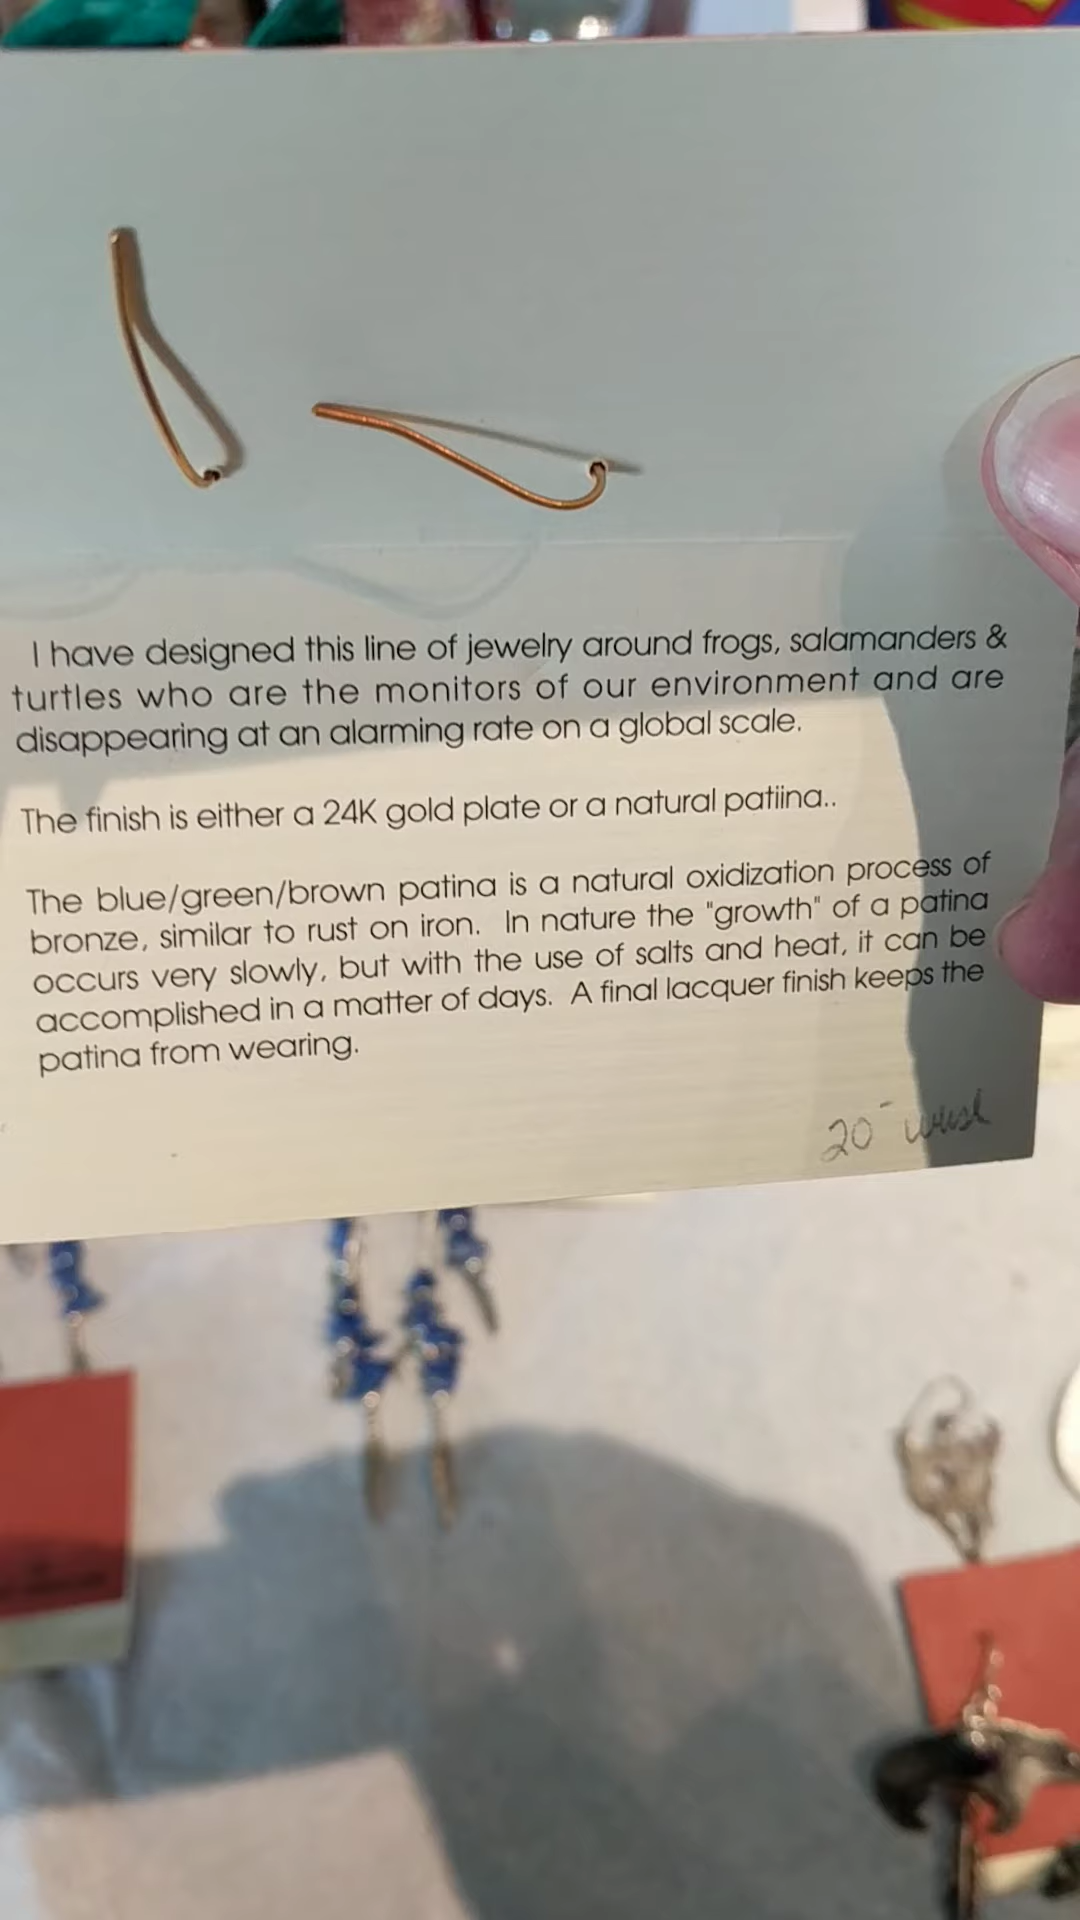 I have designed this line of jewelry around frogs, salamanders &
turtles who are the monitors of our environment and are
disappearing at an alarming rate on a global scale.
The finish is either a 24K gold plate or a natural patiina..
The blue/green/brown patina is a natural oxidization process of
bronze, similar to rust on iron. In nature the "growth" of a patina
occurs very slowly, but with the use of salts and heat, it can be
accomplished in a matter of days. A final lacquer finish keeps the
patina from wearing.
20